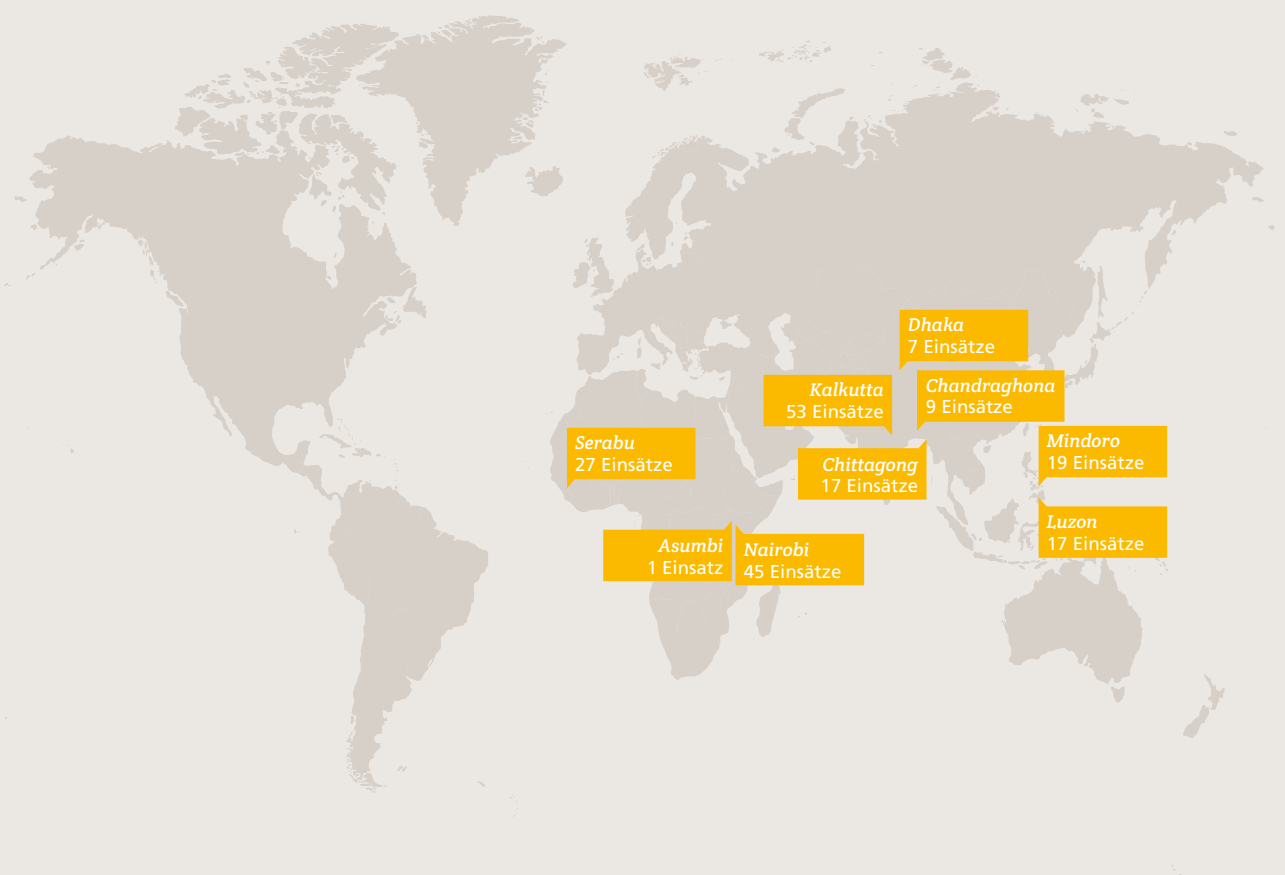 Dhaka
7 Einsätze
Kalkutta
53 Einsätze
Chandraghona
9 Einsätze
Serabu
27 Einsätze
Mindoro
19 Einsätze
Chittagong
17 Einsätze
Luzon
17 Einsätze
Asumbi
1 Einsatz
Nairobi
45 Einsätze